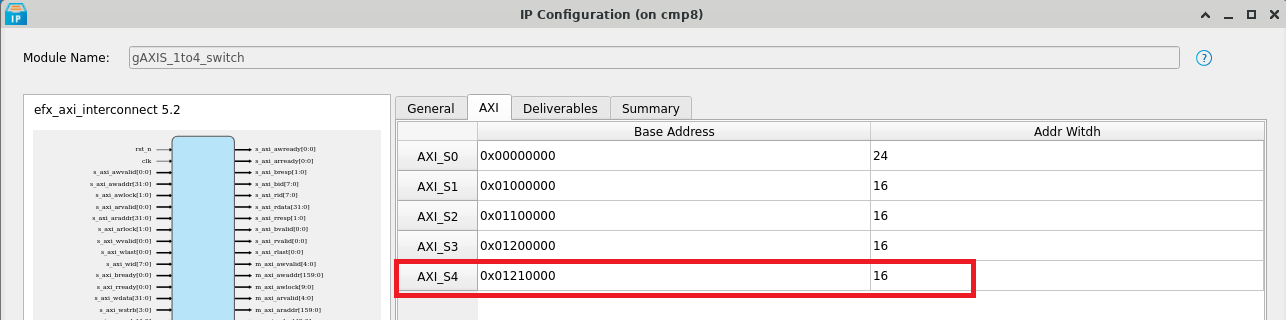 IP Configuration (on cmp8)
IP
Module Name: gAXIS_1to4_switch ?
efx_axi_interconnect 5.2
General AXI Deliverables Summary
Base Address Addr Witdh
AXI_S0 0x00000000 24
AXI_S1 0x01000000 16
AXI_S2 0x01100000 16
AXI_S3 0x01200000 16
AXI_S4 0x01210000 16
rst_n s_axi_awready[0:0]
clk s_axi_arready[0:0]
s_axi_awvalid[0:0] s_axi_bresp[1:0]
s_axi_awaddr[31:0] s_axi_bid[7:0]
s_axi_awlock[1:0] s_axi_rid[7:0]
s_axi_arvalid[0:0] s_axi_rdata[31:0]
s_axi_araddr[31:0] s_axi_rresp[1:0]
s_axi_arlock[1:0] s_axi_bvalid[0:0]
s_axi_wvalid[0:0] s_axi_rvalid[0:0]
s_axi_wlast[0:0] s_axi_rlast[0:0]
s_axi_wid[7:0] m_axi_awvalid[4:0]
s_axi_bready[0:0] m_axi_awaddr[159:0]
s_axi_rready[0:0] m_axi_awlock[9:0]
s_axi_wdata[31:0] m_axi_arvalid[4:0]
s_axi_wstrb[3:0] m_axi_araddr[159:0]